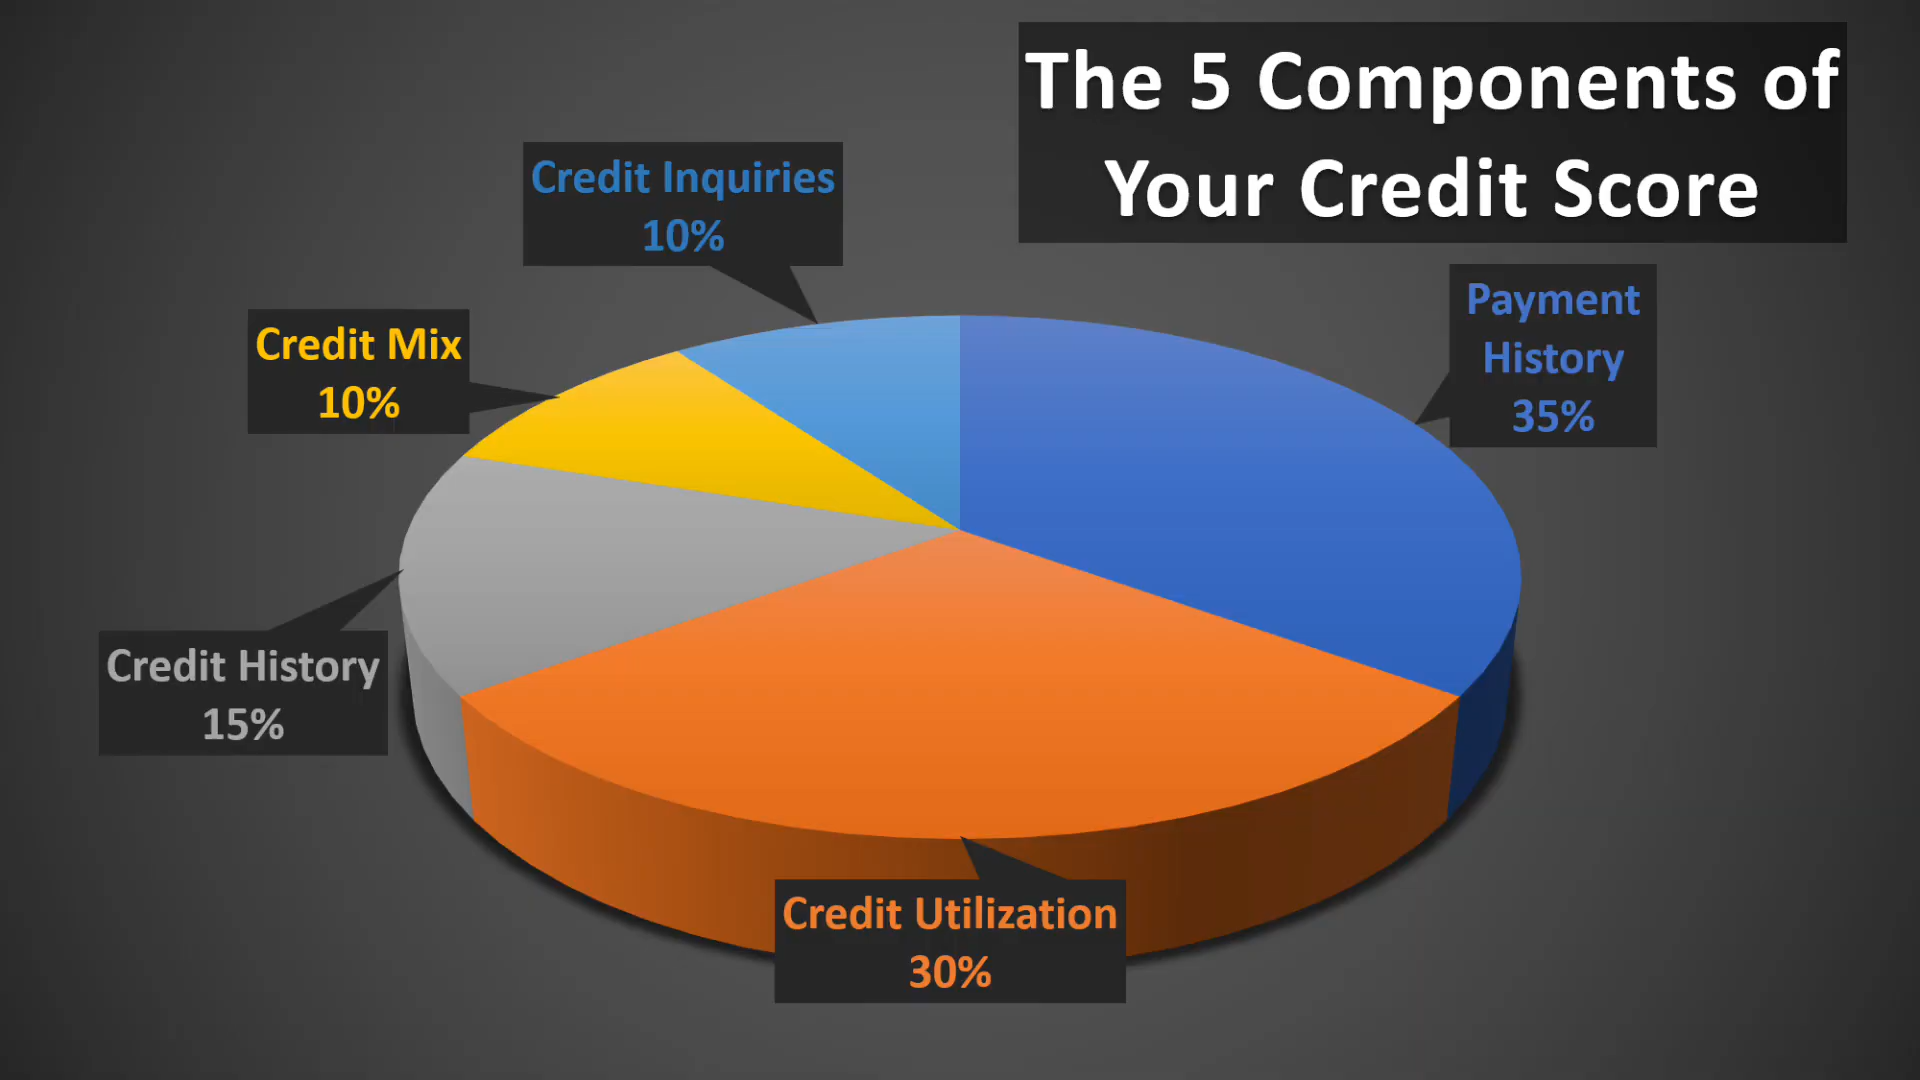 The 5 Components of
Your Credit Score
Credit Inquiries
10%
Payment
History
35%
Credit Mix
10%
Credit History
15%
Credit Utilization
30%